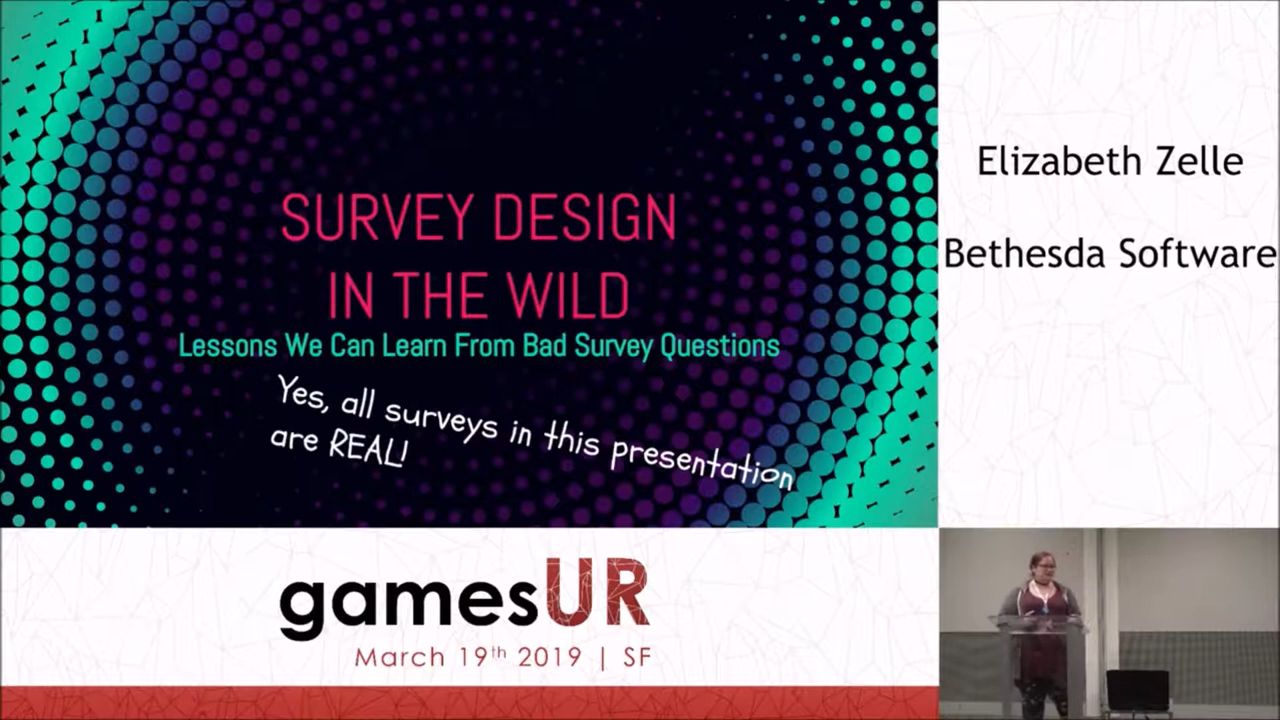 SURVEY DESIGN
IN THE WILD
Lessons We Can Learn From Bad Survey Questions
Yes, all surveys in this presentation
are REAL!
Elizabeth Zelle
Bethesda Software
gamesUR
March 19th 2019 | SF